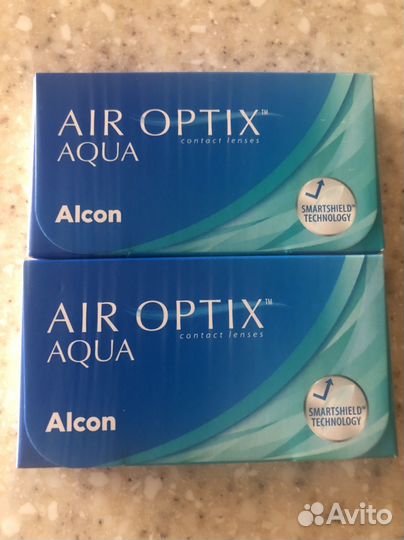 AIR OPTIX™
contact lenses
AQUA
Alcon
SMARTSHIELD™
TECHNOLOGY
AIR OPTIX™
contact lenses
AQUA
Alcon
SMARTSHIELD™
TECHNOLOGY
Avito